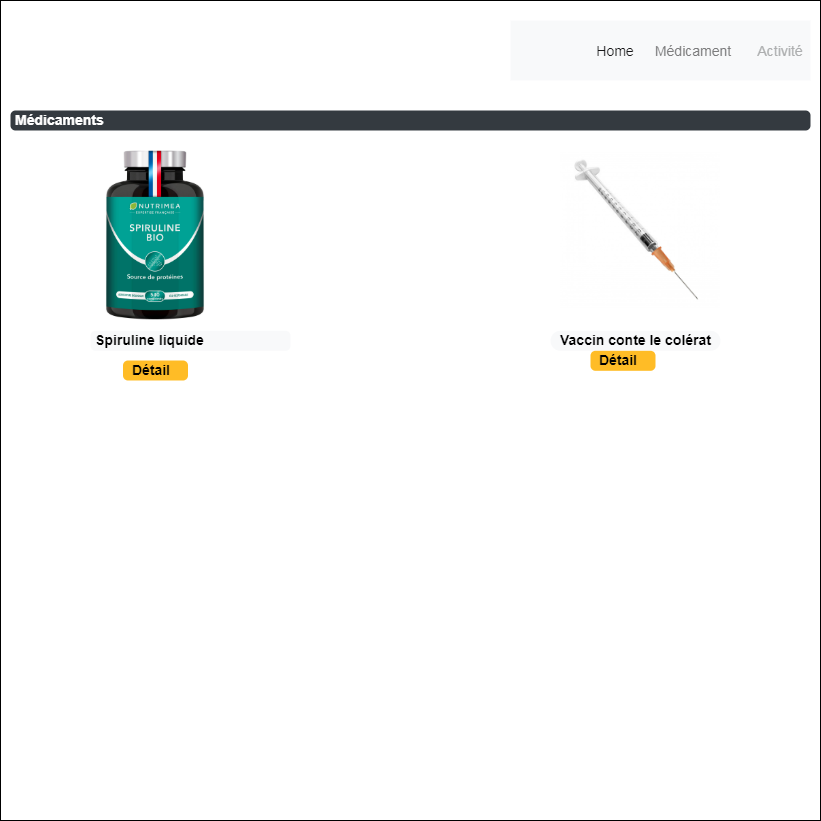 Home Médicament Activité
Médicaments
NUTRIMEA
SPIRULINE
BIO
Source de protéines
Spiruline liquide
Détail
Vaccin conte le colérat
Détail